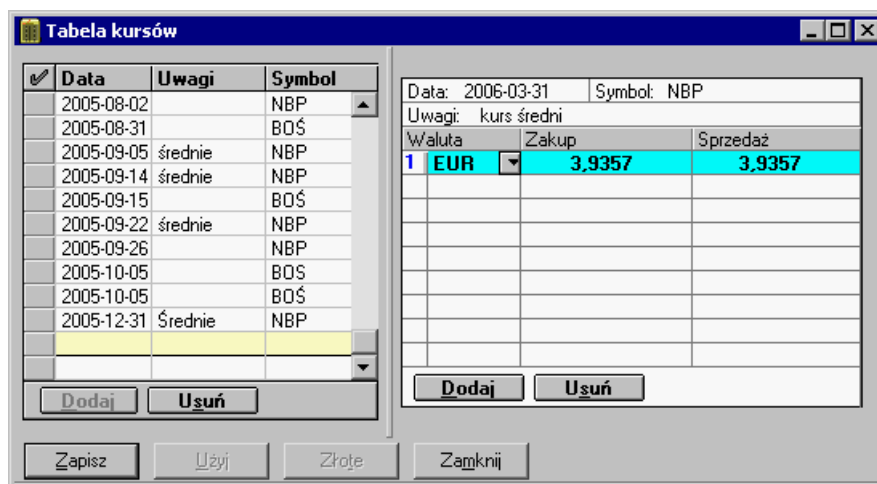 Tabela kursów
Data Uwagi Symbol
2005-08-02 NBP
2005-08-31 BOŚ
2005-09-05 średnie NBP
2005-09-14 średnie NBP
2005-09-15 BOŚ
2005-09-22 średnie NBP
2005-09-26 NBP
2005-10-05 BOS
2005-10-05 BOŚ
2005-12-31 Średnie NBP
Dodaj Usuń
Data: 2006-03-31 Symbol: NBP
Uwagi: kurs średni
Waluta Zakup Sprzedaż
1 EUR 3,9357 3,9357
Dodaj Usuń
Zapisz Użyj Złote Zamknij